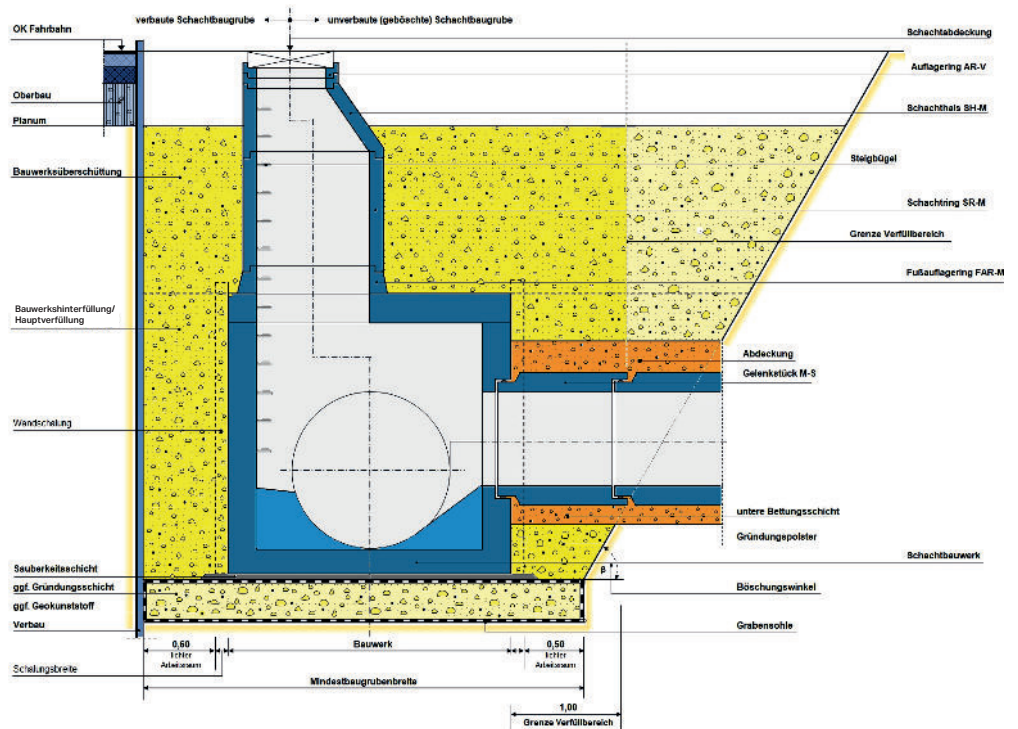 verbaute Schachtbaugrube
unverbaute (geböschte) Schachtbaugrube
OK Fahrbahn
Oberbau
Planum
Bauwerksüberschüttung
Bauwerkshinterfüllung/
Hauptverfüllung
Wandschalung
Sauberkeitsschicht
ggf. Gründungsschicht
ggf. Geokunststoff
Verbau
Schalungsbreite
Schachtabdeckung
Auflagering AR-V
Schachthals SH-M
Steigbügel
Schachtring SR-M
Grenze Verfüllbereich
Fußauflagering FAR-M
Abdeckung
Gelenkstück M-S
untere Bettungsschicht
Gründungspolster
Schachtbauwerk
β
Böschungswinkel
Grabensohle
0,60
lichter
Arbeitsraum
Bauwerk
0,50
lichter
Arbeitsraum
Mindestbaugrubenbreite
1,00
Grenze Verfüllbereich